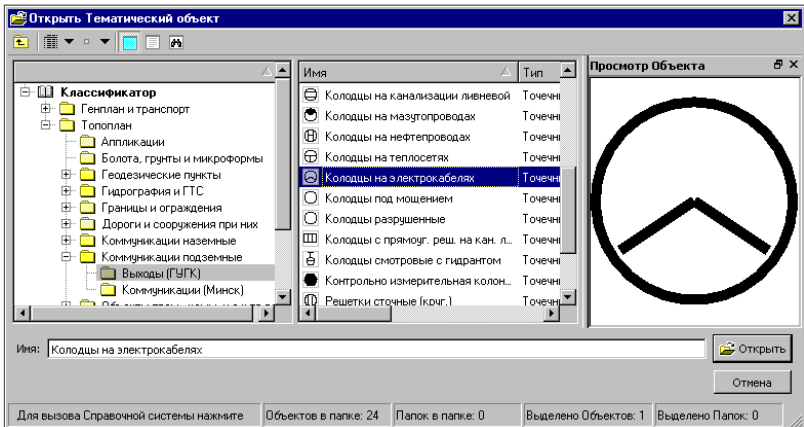 Открыть Тематический объект
Классификатор
Генплан и транспорт
Топоплан
Аппликации
Болота, грунты и микроформы
Геодезические пункты
Гидрография и ГТС
Границы и ограждения
Дороги и сооружения при них
Коммуникации наземные
Коммуникации подземные
Выходы (ГУГК)
Коммуникации (Минск)
Имя Тип
Колодцы на канализации ливневой Точечн
Колодцы на мазутопроводах Точечн
Колодцы на нефтепроводах Точечн
Колодцы на теплосетях Точечн
Колодцы на электрокабелях Точечн
Колодцы под мощением Точечн
Колодцы разрушенные Точечн
Колодцы с прямоуг. реш. на кан. л... Точечн
Колодцы смотровые с гидрантом Точечн
Контрольно измерительная колон... Точечн
Решетки сточные (круг.) Точечн
Просмотр Объекта
Имя: Колодцы на электрокабелях
Открыть
Отмена
Для вызова Справочной системы нажмите Объектов в папке: 24 Папок в папке: 0 Выделено Объектов: 1 Выделено Папок: 0